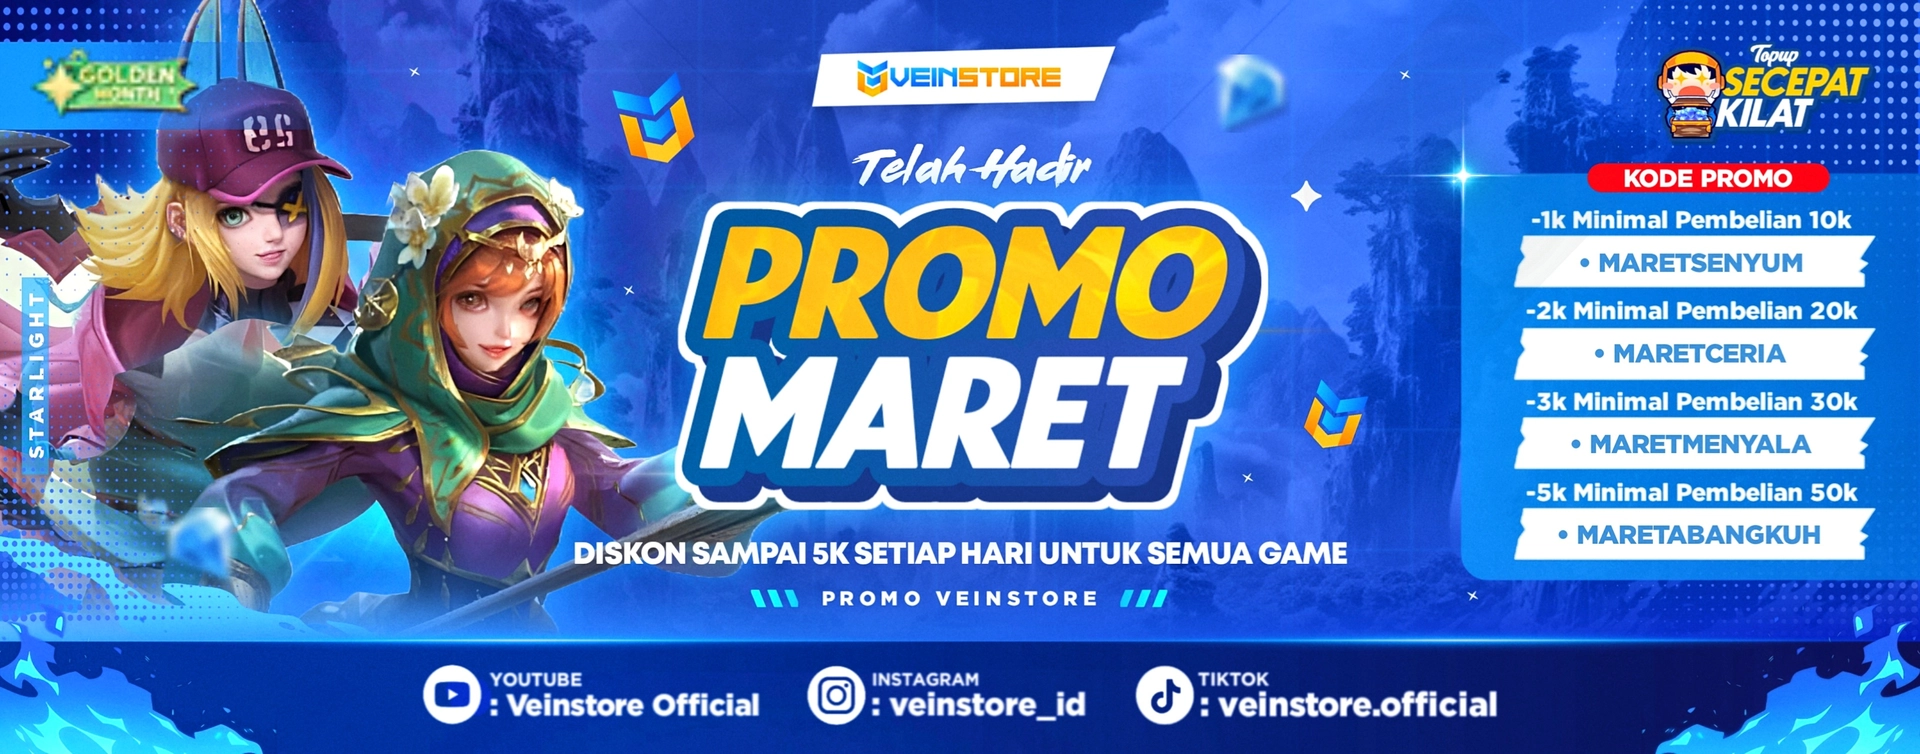 GOLDEN
MONTH
STARLIGHT
VEINSTORE
Telah Hadir
PROMO
MARET
DISKON SAMPAI 5K SETIAP HARI UNTUK SEMUA GAME
PROMO VEINSTORE
Topup
SECEPAT
KILAT
KODE PROMO
-1k Minimal Pembelian 10k
• MARETSENYUM
-2k Minimal Pembelian 20k
• MARETCERIA
-3k Minimal Pembelian 30k
• MARETMENYALA
-5k Minimal Pembelian 50k
• MARETABANGKUH
YOUTUBE
: Veinstore Official
INSTAGRAM
: veinstore_id
TIKTOK
: veinstore.official